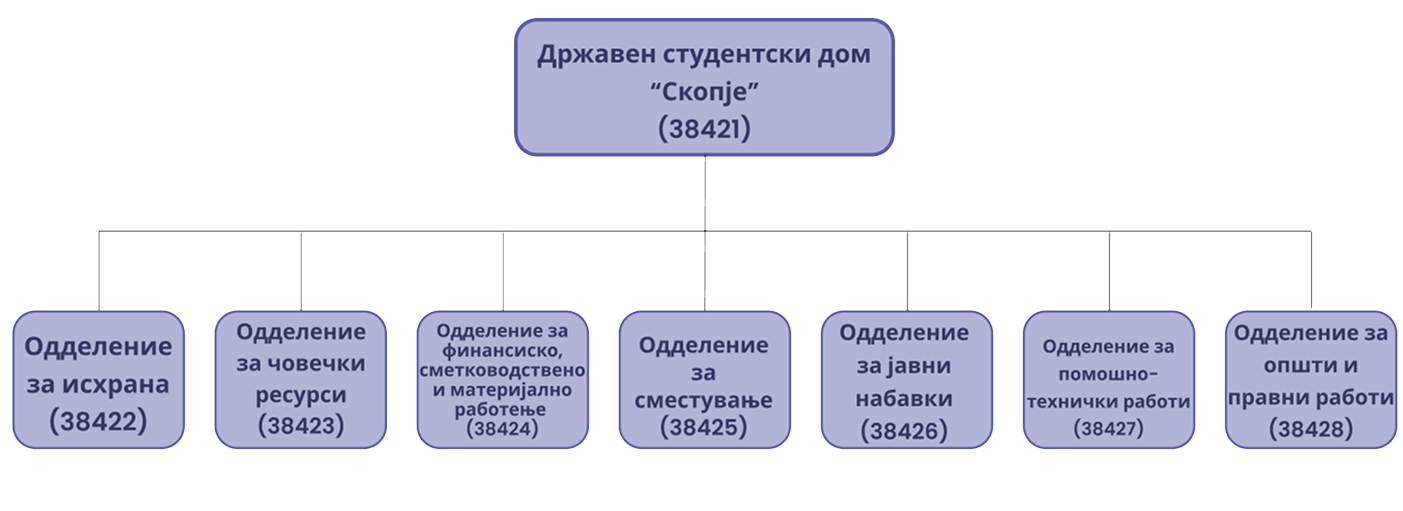 Државен студентски дом
“Скопје”
(38421)
Одделение
за исхрана
(38422)
Одделение
за човечки
ресурси
(38423)
Одделение за
финансиско,
сметководствено
и материјално
работење
(38424)
Одделение
за
сместување
(38425)
Одделение
за јавни
набавки
(38426)
Одделение за
помошно-
технички работи
(38427)
Одделение за
општи и
правни работи
(38428)